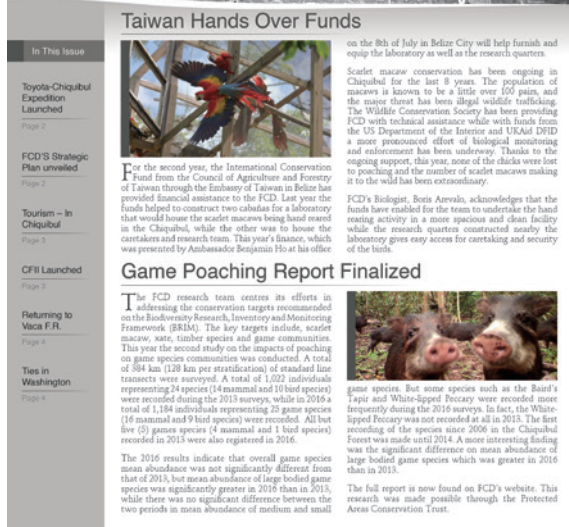 Taiwan Hands Over Funds
In This Issue
Toyota-Chiquibul
Expedition
Launched
Page 2
FCD'S Strategic
Plan unveiled
Page 2
Tourism – In
Chiquibul
Page 3
CFII Launched
Page 3
Returning to
Vaca F.R.
Page 4
Ties in
Washington
Page 4
For the second year, the International Conservation
Fund from the Council of Agriculture and Forestry
of Taiwan through the Embassy of Taiwan in Belize has
provided financial assistance to the FCD. Last year the
funds helped to construct two cabañas for a laboratory
that would house the scarlet macaws being hand reared
in the Chiquibul, while the other was to house the
caretakers and research team. This year's finance, which
was presented by Ambassador Benjamin Ho at his office
on the 8th of July in Belize City will help furnish and
equip the laboratory as well as the research quarters.
Scarlet macaw conservation has been ongoing in
Chiquibul for the last 8 years. The population of
macaws is known to be a little over 100 pairs, and
the major threat has been illegal wildlife trafficking.
The Wildlife Conservation Society has been providing
FCD with technical assistance while with funds from
the US Department of the Interior and UKAid DFID
a more pronounced effort of biological monitoring
and enforcement has been underway. Thanks to the
ongoing support, this year, none of the chicks were lost
to poaching and the number of scarlet macaws making
it to the wild has been extraordinary.
FCD's Biologist, Boris Arevalo, acknowledges that the
funds have enabled for the team to undertake the hand
rearing activity in a more spacious and clean facility
while the research quarters constructed nearby the
laboratory gives easy access for caretaking and security
of the birds.
Game Poaching Report Finalized
The FCD research team centres its efforts in
addressing the conservation targets recommended
on the Biodiversity Research, Inventory and Monitoring
Framework (BRIM). The key targets include, scarlet
macaw, xate, timber species and game communities.
This year the second study on the impacts of poaching
on game species communities was conducted. A total
of 384 km (128 km per stratification) of standard line
transects were surveyed. A total of 1,022 individuals
representing 24 species (14 mammal and 10 bird species)
were recorded during the 2013 surveys, while in 2016 a
total of 1,184 individuals representing 25 game species
(16 mammal and 9 bird species) were recorded. All but
five (5) games species (4 mammal and 1 bird species)
recorded in 2013 were also registered in 2016.
The 2016 results indicate that overall game species
mean abundance was not significantly different from
that of 2013, but mean abundance of large bodied game
species was significantly greater in 2016 than in 2013,
while there was no significant difference between the
two periods in mean abundance of medium and small
game species. But some species such as the Baird's
Tapir and White-lipped Peccary were recorded more
frequently during the 2016 surveys. In fact, the White-
lipped Peccary was not recorded at all in 2013. The first
recording of the species since 2006 in the Chiquibul
Forest was made until 2014. A more interesting finding
was the significant difference on mean abundance of
large bodied game species which was greater in 2016
than in 2013.
The full report is now found on FCD's website. This
research was made possible through the Protected
Areas Conservation Trust.